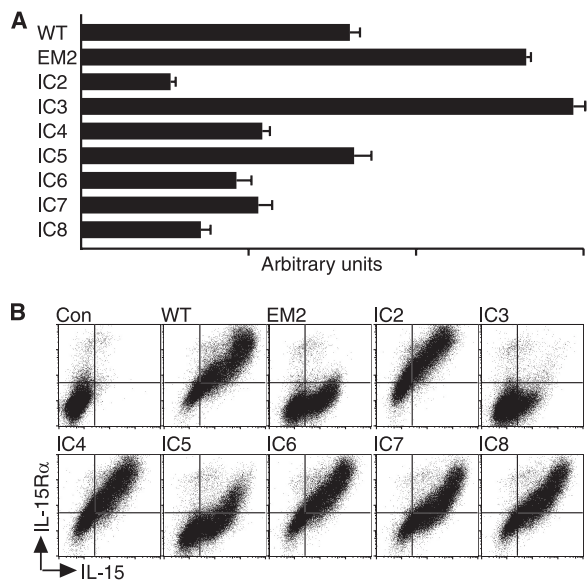 A
WT
EM2
IC2
IC3
IC4
IC5
IC6
IC7
IC8
Arbitrary units
B
Con WT EM2 IC2 IC3
IC4 IC5 IC6 IC7 IC8
IL-15Rα
IL-15